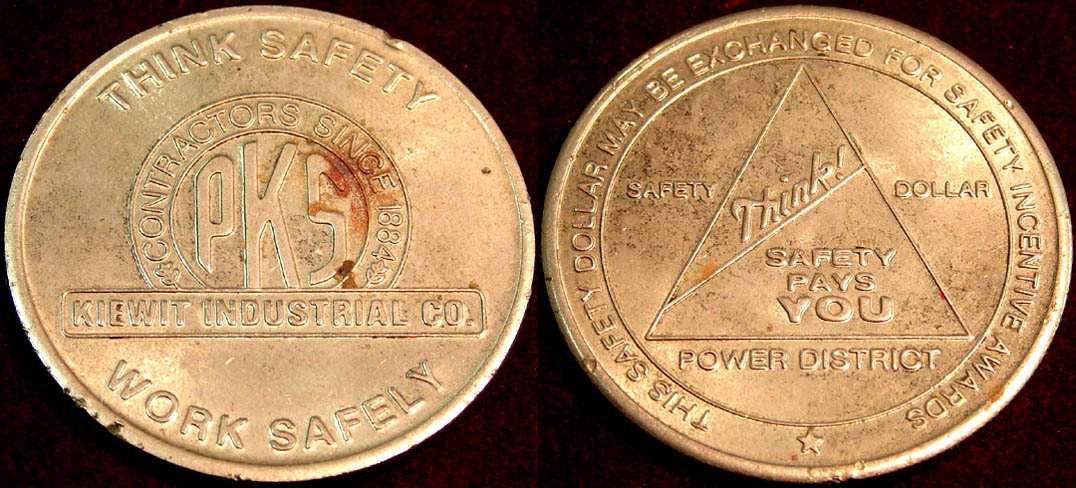 THINK SAFETY
CONTRACTORS SINCE 1884
PKS
KIEWIT INDUSTRIAL CO.
WORK SAFELY
THIS SAFETY DOLLAR MAY BE EXCHANGED FOR SAFETY INCENTIVE AWARDS
SAFETY
DOLLAR
Think!
SAFETY
PAYS
YOU
POWER DISTRICT